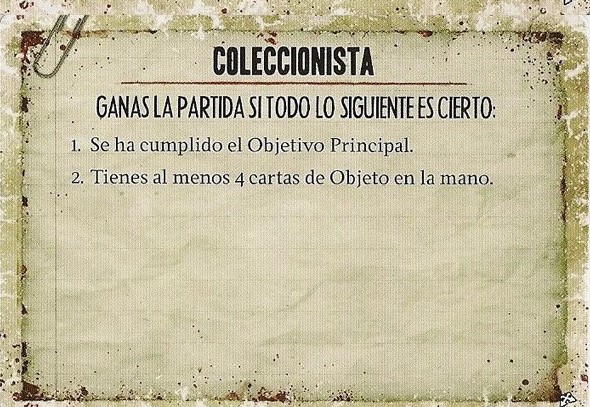 COLECCIONISTA
GANAS LA PARTIDA SI TODO LO SIGUIENTE ES CIERTO:
1. Se ha cumplido el Objetivo Principal.
2. Tienes al menos 4 cartas de Objeto en la mano.